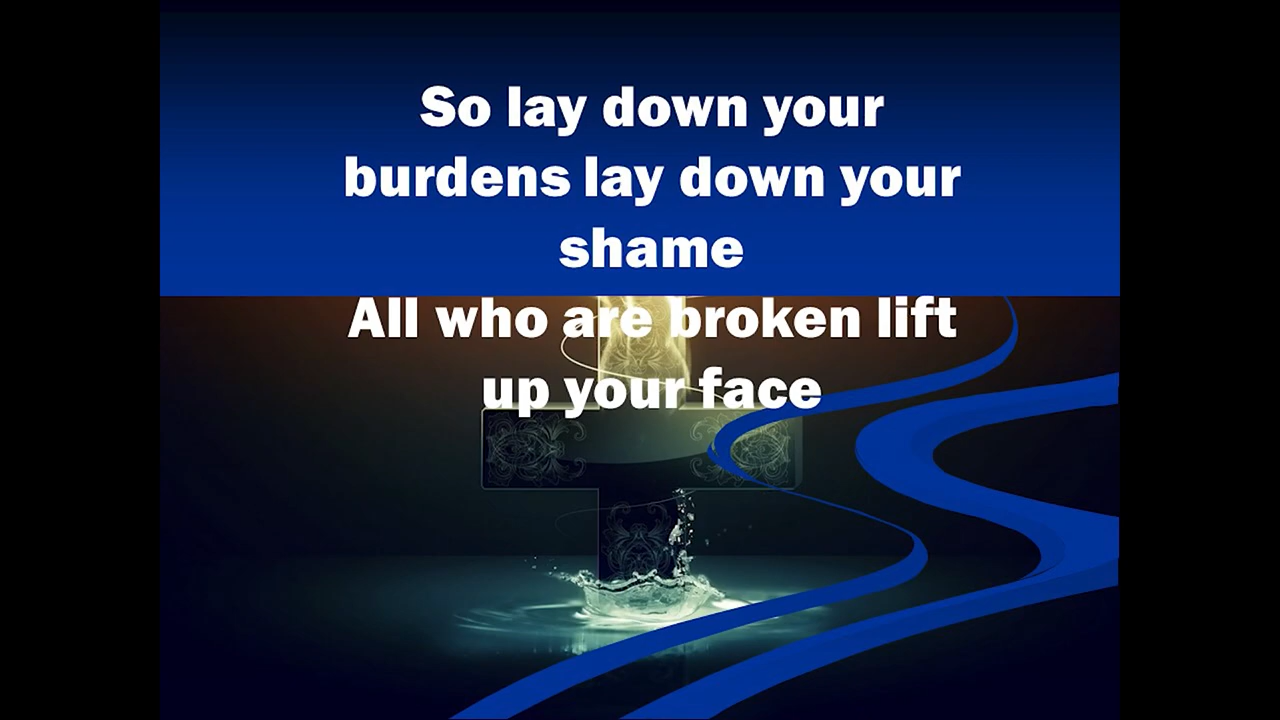 So lay down your
burdens lay down your
shame
All who are broken lift
up your face